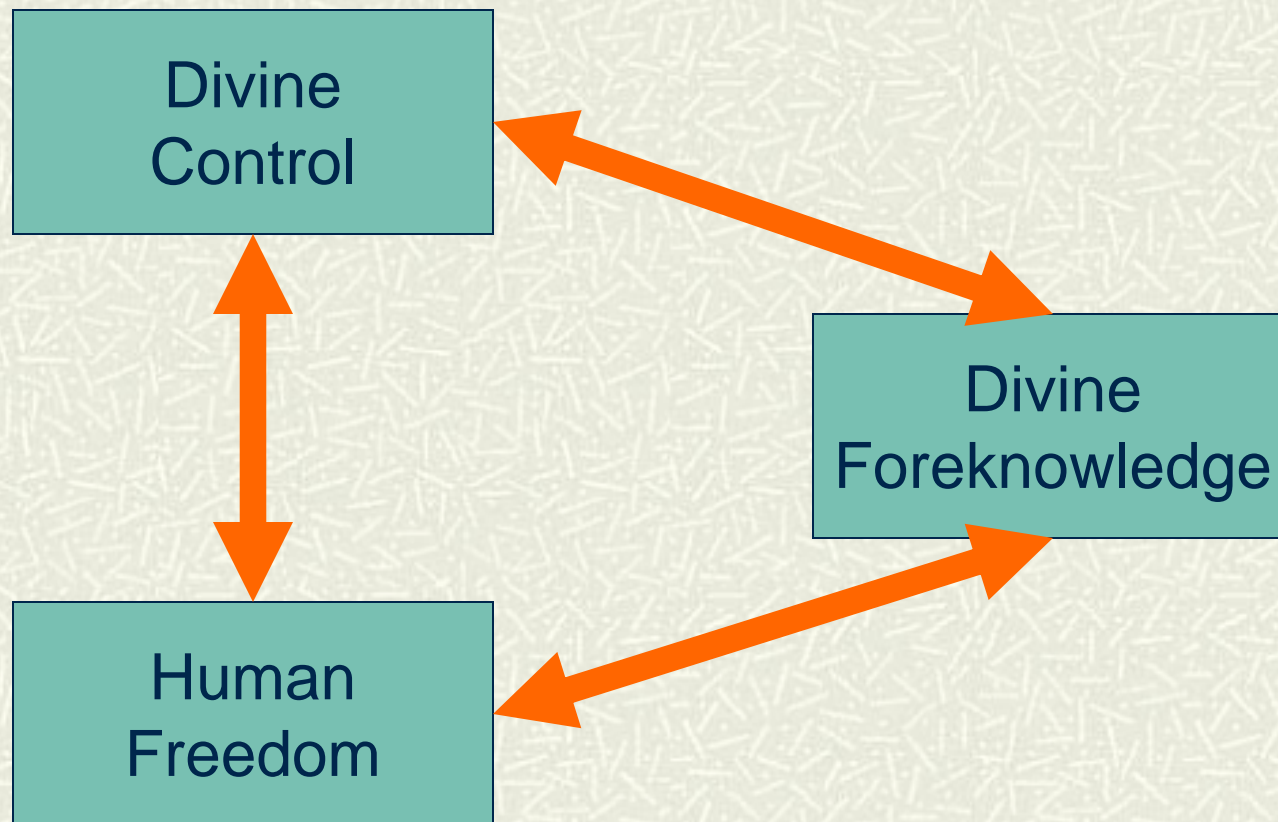 Divine
Control
Divine
Foreknowledge
Human
Freedom